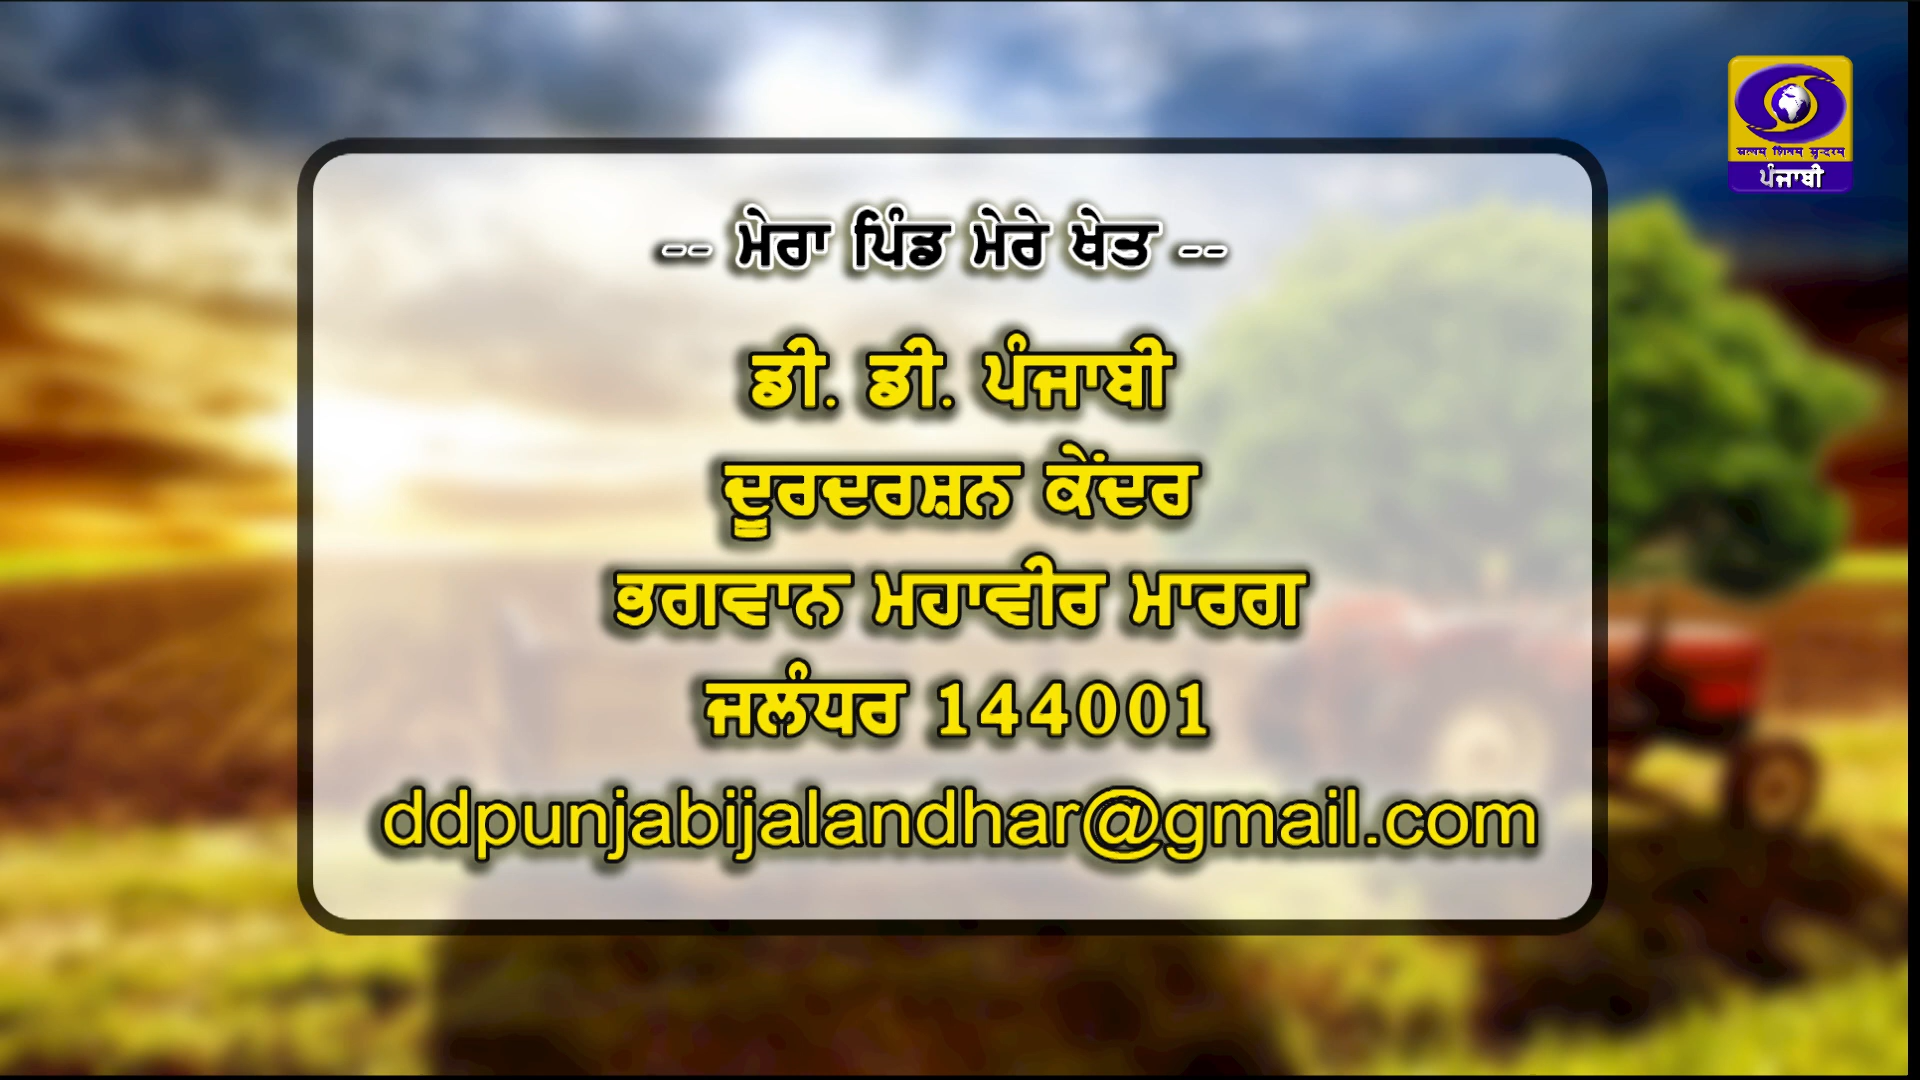 -- ਮੇਰਾ ਪਿੰਡ ਮੇਰੇ ਖੇਤ --
ਡੀ. ਡੀ. ਪੰਜਾਬੀ
ਦੂਰਦਰਸ਼ਨ ਕੇਂਦਰ
ਭਗਵਾਨ ਮਹਾਵੀਰ ਮਾਰਗ
ਜਲੰਧਰ 144001
ddpunjabijalandhar@gmail.com
ਪੰਜਾਬੀ